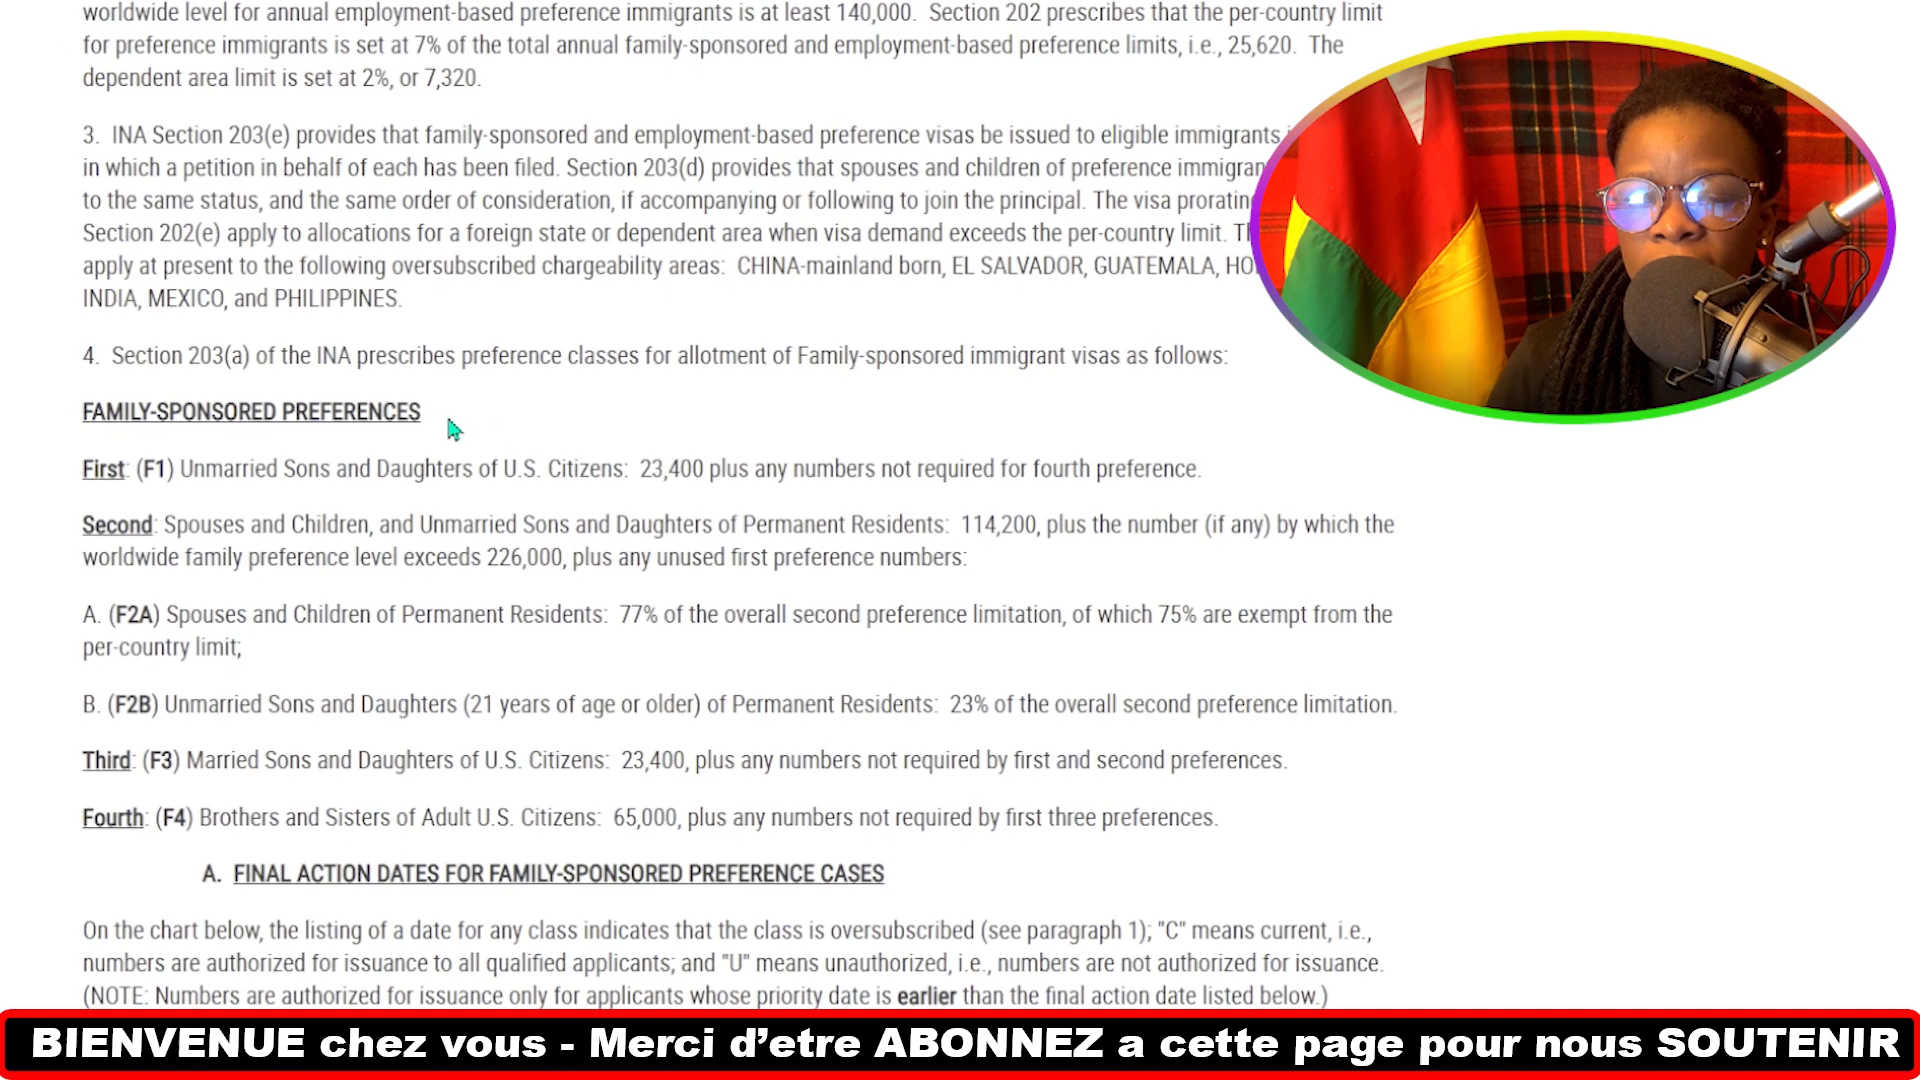 worldwide level for annual employment-based preference immigrants is at least 140,000.  Section 202 prescribes that the per-country limit
for preference immigrants is set at 7% of the total annual family-sponsored and employment-based preference limits, i.e., 25,620.  The
dependent area limit is set at 2%, or 7,320.
3.  INA Section 203(e) provides that family-sponsored and employment-based preference visas be issued to eligible immigrants
in which a petition in behalf of each has been filed. Section 203(d) provides that spouses and children of preference
to the same status, and the same order of consideration, if accompanying or following to join the principal. The visa
Section 202(e) apply to allocations for a foreign state or dependent area when visa demand exceeds the per-country limit.
apply at present to the following oversubscribed chargeability areas:  CHINA-mainland born, EL SALVADOR, GUATEMALA,
INDIA, MEXICO, and PHILIPPINES.
4.  Section 203(a) of the INA prescribes preference classes for allotment of Family-sponsored immigrant visas as follows:
FAMILY-SPONSORED PREFERENCES
First: (F1) Unmarried Sons and Daughters of U.S. Citizens:  23,400 plus any numbers not required for fourth preference.
Second: Spouses and Children, and Unmarried Sons and Daughters of Permanent Residents:  114,200, plus the number (if any) by which the
worldwide family preference level exceeds 226,000, plus any unused first preference numbers:
A. (F2A) Spouses and Children of Permanent Residents:  77% of the overall second preference limitation, of which 75% are exempt from the
per-country limit;
B. (F2B) Unmarried Sons and Daughters (21 years of age or older) of Permanent Residents:  23% of the overall second preference limitation.
Third: (F3) Married Sons and Daughters of U.S. Citizens:  23,400, plus any numbers not required by first and second preferences.
Fourth: (F4) Brothers and Sisters of Adult U.S. Citizens:  65,000, plus any numbers not required by first three preferences.
A.  FINAL ACTION DATES FOR FAMILY-SPONSORED PREFERENCE CASES
On the chart below, the listing of a date for any class indicates that the class is oversubscribed (see paragraph 1); "C" means current, i.e.,
numbers are authorized for issuance to all qualified applicants; and "U" means unauthorized, i.e., numbers are not authorized for issuance.
(NOTE: Numbers are authorized for issuance only for applicants whose priority date is earlier than the final action date listed below.)
BIENVENUE chez vous - Merci d'etre ABONNEZ a cette page pour nous SOUTENIR